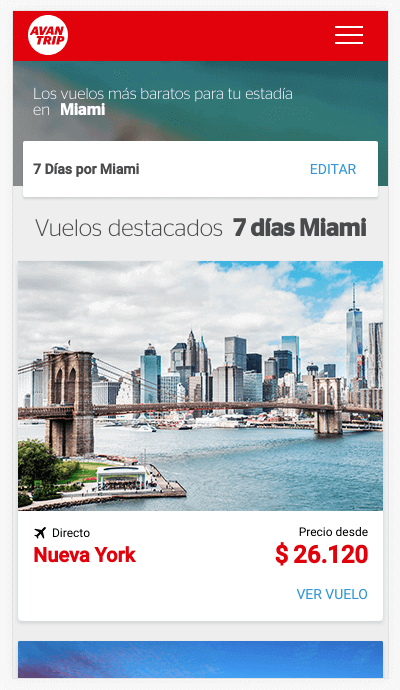 AVAN
TRIP
Los vuelos más baratos para tu estadía
en Miami
7 Días por Miami EDITAR
Vuelos destacados 7 días Miami
Directo Precio desde
Nueva York $ 26.120
VER VUELO